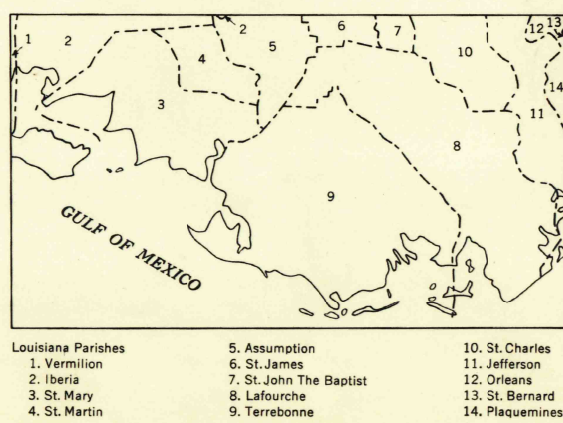 1 2 4 2 5 6 7 10 12 13
14
3 11
8
9
GULF OF MEXICO
Louisiana Parishes
1. Vermilion
2. Iberia
3. St. Mary
4. St. Martin
5. Assumption
6. St. James
7. St. John The Baptist
8. Lafourche
9. Terrebonne
10. St. Charles
11. Jefferson
12. Orleans
13. St. Bernard
14. Plaquemines